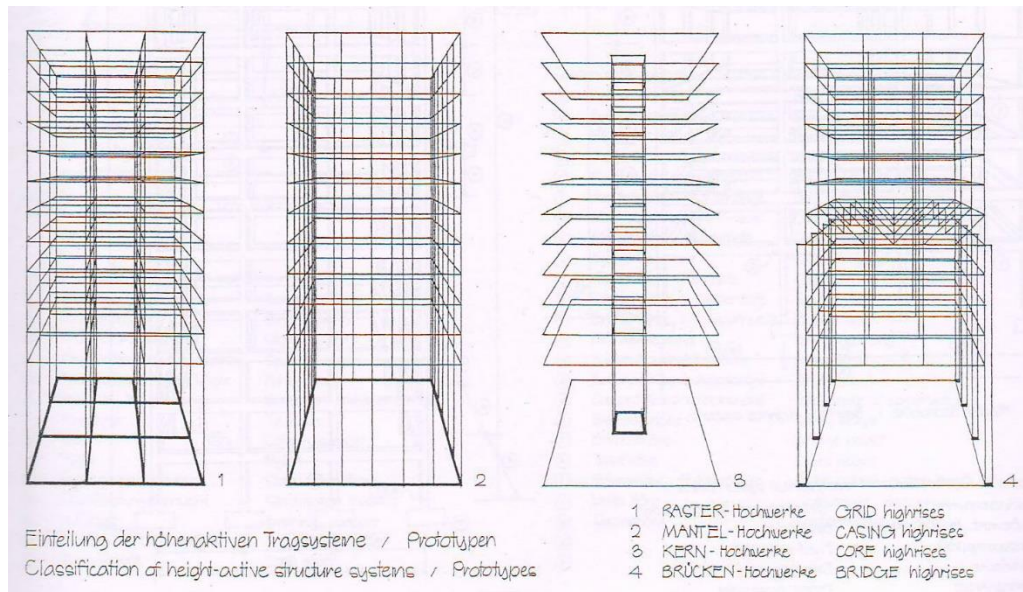 1
2
3
4
Einteilung der höhenaktiven Tragsysteme / Prototypen
Classification of height-active structure systems / Prototypes
1 RASTER-Hochwerke GRID highrises
2 MANTEL-Hochwerke CASING highrises
3 KERN-Hochwerke CORE highrises
4 BRÜCKEN-Hochwerke BRIDGE highrises